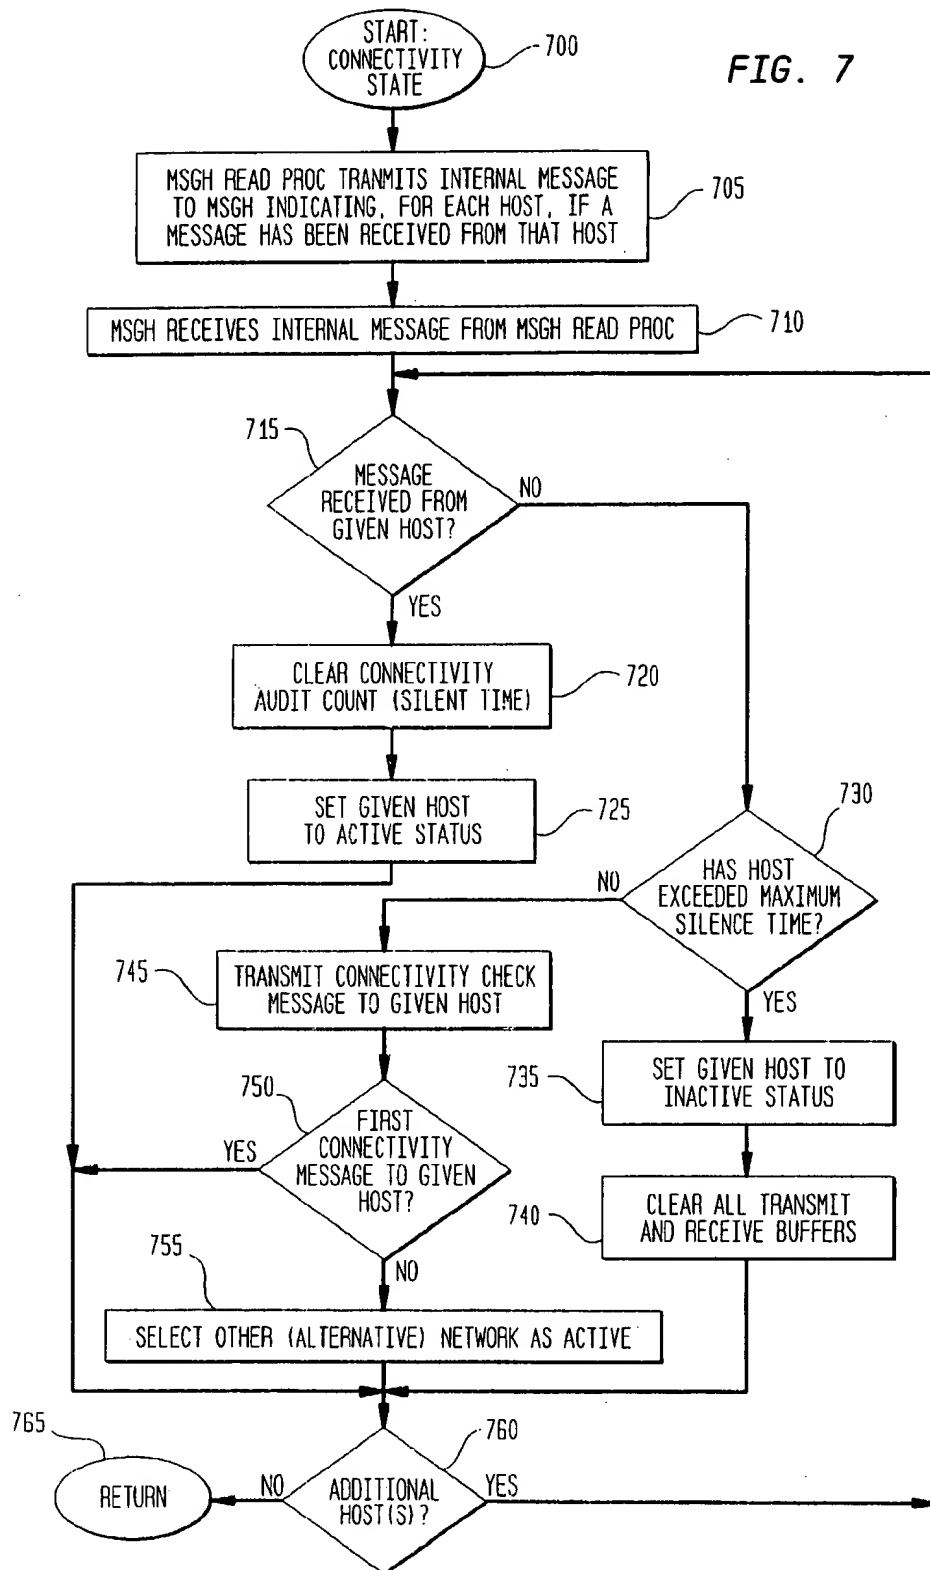 START:
CONNECTIVITY
STATE
700
FIG. 7
MSGH READ PROC TRANMITS INTERNAL MESSAGE
TO MSGH INDICATING, FOR EACH HOST, IF A
MESSAGE HAS BEEN RECEIVED FROM THAT HOST
705
MSGH RECEIVES INTERNAL MESSAGE FROM MSGH READ PROC
710
715
MESSAGE
RECEIVED FROM
GIVEN HOST?
NO
YES
CLEAR CONNECTIVITY
AUDIT COUNT (SILENT TIME)
720
SET GIVEN HOST
TO ACTIVE STATUS
725
730
HAS HOST
EXCEEDED MAXIMUM
SILENCE TIME?
NO
YES
745
TRANSMIT CONNECTIVITY CHECK
MESSAGE TO GIVEN HOST
735
SET GIVEN HOST TO
INACTIVE STATUS
750
FIRST
CONNECTIVITY
MESSAGE TO GIVEN
HOST?
YES
NO
740
CLEAR ALL TRANSMIT
AND RECEIVE BUFFERS
755
SELECT OTHER (ALTERNATIVE) NETWORK AS ACTIVE
765
RETURN
NO
760
ADDITIONAL
HOST(S)?
YES